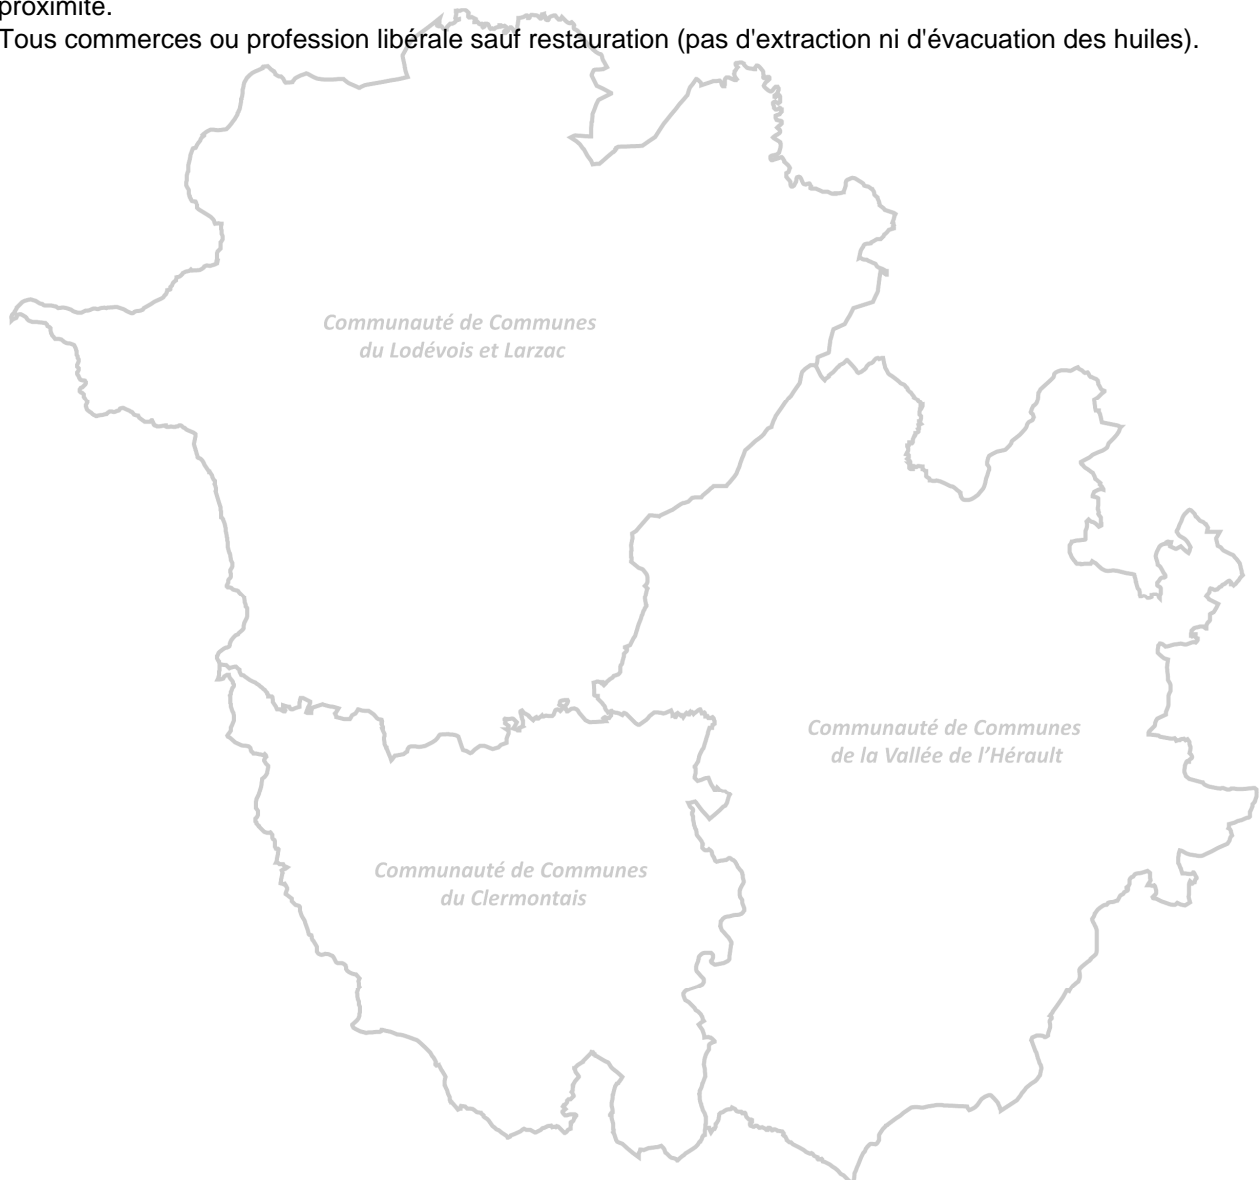 proximité.
Tous commerces ou profession libérale sauf restauration (pas d'extraction ni d'évacuation des huiles).
Communauté de Communes
du Lodévois et Larzac
Communauté de Communes
de la Vallée de l'Hérault
Communauté de Communes
du Clermontais